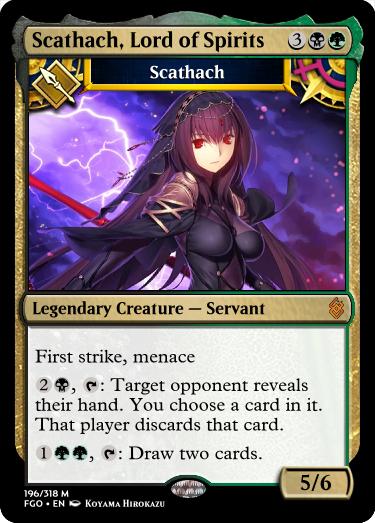 Scathach, Lord of Spirits 3
Scathach
Legendary Creature — Servant
First strike, menace
2, : Target opponent reveals
their hand. You choose a card in it.
That player discards that card.
1, : Draw two cards.
5/6
196/318 M
FGO • EN Koyama Hirokazu